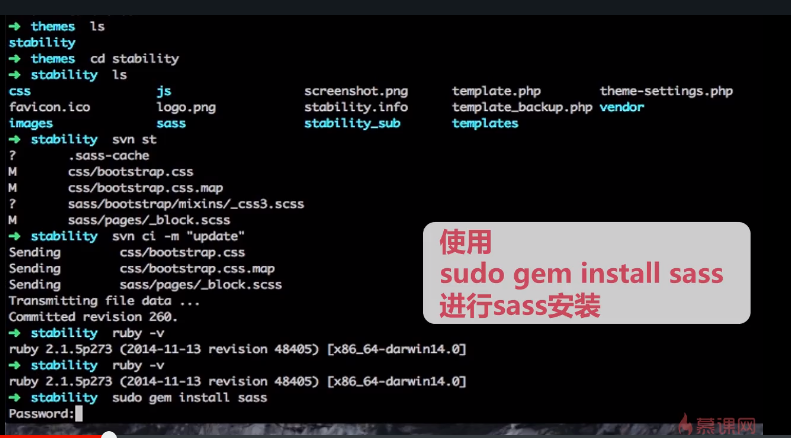 ➜ themes ls
stability
➜ themes cd stability
➜ stability ls
css js screenshot.png template.php theme-settings.php
favicon.ico logo.png stability.info template_backup.php vendor
images sass stability_sub templates
➜ stability svn st
? .sass-cache
M css/bootstrap.css
M css/bootstrap.css.map
? sass/bootstrap/mixins/_css3.scss
M sass/pages/_block.scss
➜ stability svn ci -m "update"
Sending css/bootstrap.css
Sending css/bootstrap.css.map
Sending sass/pages/_block.scss
Transmitting file data ...
Committed revision 260.
➜ stability ruby -v
ruby 2.1.5p273 (2014-11-13 revision 48405) [x86_64-darwin14.0]
➜ stability ruby -v
ruby 2.1.5p273 (2014-11-13 revision 48405) [x86_64-darwin14.0]
➜ stability sudo gem install sass
Password:
使用
sudo gem install sass
进行sass安装
慕课网